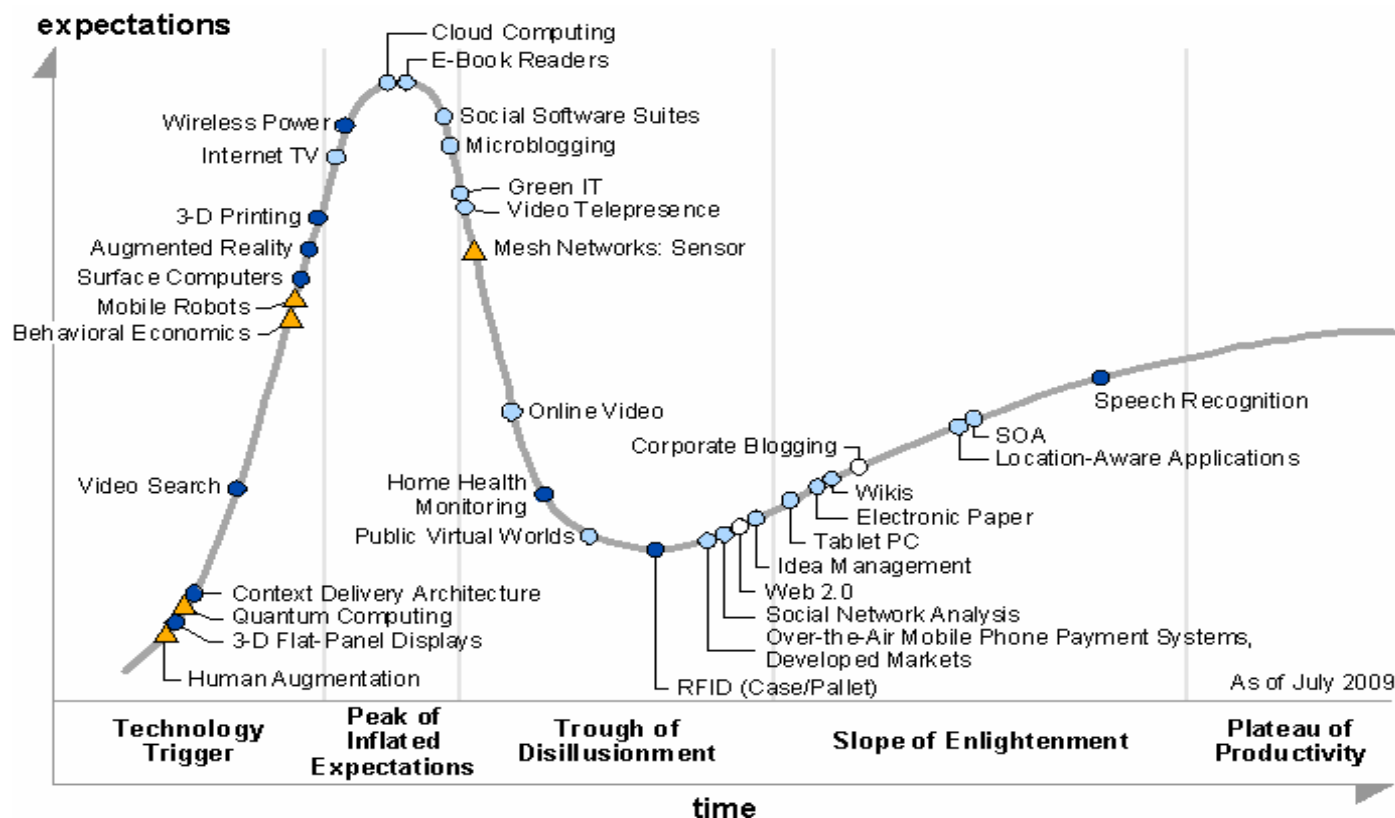 expectations
Cloud Computing
E-Book Readers
Social Software Suites
Wireless Power
Microblogging
Internet TV
Green IT
Video Telepresence
3-D Printing
Augmented Reality
Mesh Networks: Sensor
Surface Computers
Mobile Robots
Behavioral Economics
Speech Recognition
Online Video
Corporate Blogging
SOA
Location-Aware Applications
Video Search
Home Health
Monitoring
Wikis
Electronic Paper
Public Virtual Worlds
Tablet PC
Idea Management
Web 2.0
Context Delivery Architecture
Quantum Computing
Social Network Analysis
3-D Flat-Panel Displays
Over-the-Air Mobile Phone Payment Systems,
Developed Markets
Human Augmentation
RFID (Case/Pallet)
As of July 2009
Technology
Trigger
Peak of
Inflated
Expectations
Trough of
Disillusionment
Slope of Enlightenment
Plateau of
Productivity
time